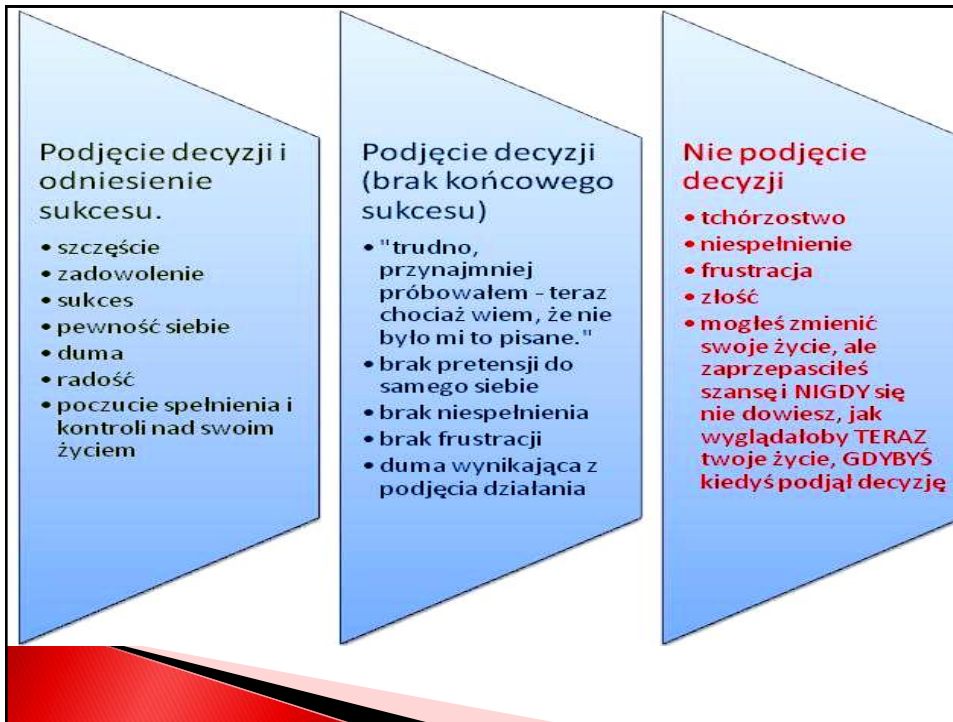 Podjęcie decyzji i
odniesienie
sukcesu.
• szczęście
• zadowolenie
• sukces
• pewność siebie
• duma
• radość
• poczucie spełnienia i
kontroli nad swoim
życiem
Podjęcie decyzji
(brak końcowego
sukcesu)
• "trudno,
przynajmniej
próbowałem - teraz
chociaż wiem, że nie
było mi to pisane."
• brak pretensji do
samego siebie
• brak niespełnienia
• brak frustracji
• duma wynikająca z
podjęcia działania
Nie podjęcie
decyzji
• tchórzostwo
• niespełnienie
• frustracja
• złość
• mogłeś zmienić
swoje życie, ale
zaprzepasciłeś
szansę i NIGDY się
nie dowiesz, jak
wyglądałoby TERAZ
twoje życie, GDYBYŚ
kiedyś podjął decyzję